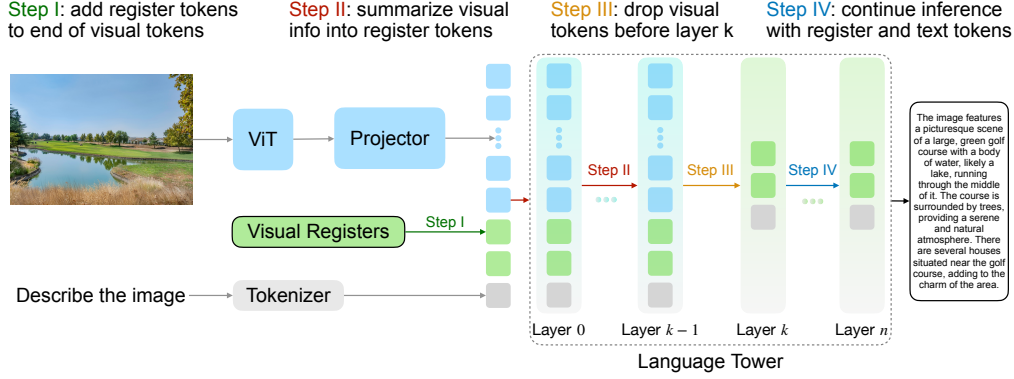 Step I: add register tokens
to end of visual tokens
Step II: summarize visual
info into register tokens
Step III: drop visual
tokens before layer k
Step IV: continue inference
with register and text tokens
ViT
Projector
Visual Registers
Step I
Describe the image
Tokenizer
Step II
Step III
Step IV
Layer 0
Layer k − 1
Layer k
Layer n
Language Tower
The image features
a picturesque scene
of a large, green golf
course with a body
of water, likely a
lake, running
through the middle
of it. The course is
surrounded by trees,
providing a serene
and natural
atmosphere. There
are several houses
situated near the golf
course, adding to the
charm of the area.